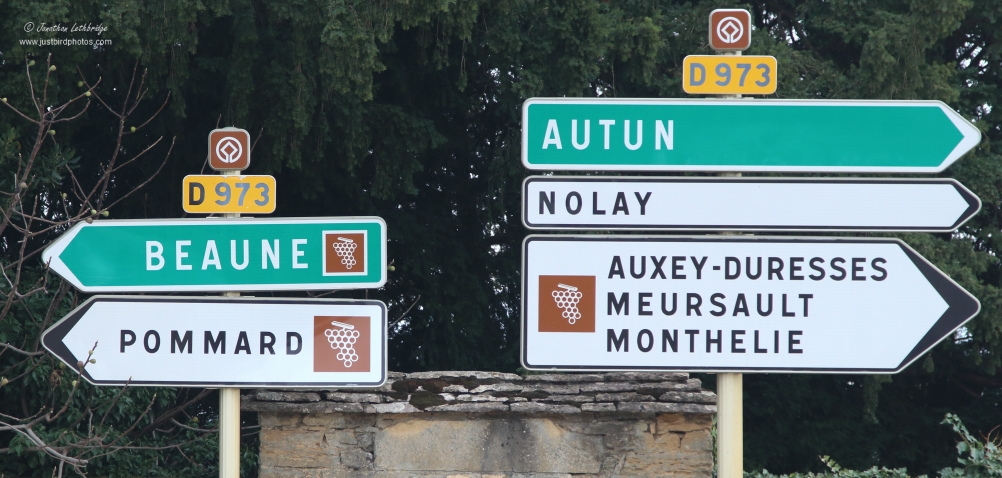 © Jonathan Lethbridge
www.justbirdphotos.com
D 973
BEAUNE
POMMARD
D 973
AUTUN
NOLAY
AUXEY-DURESSES
MEURSAULT
MONTHELIE